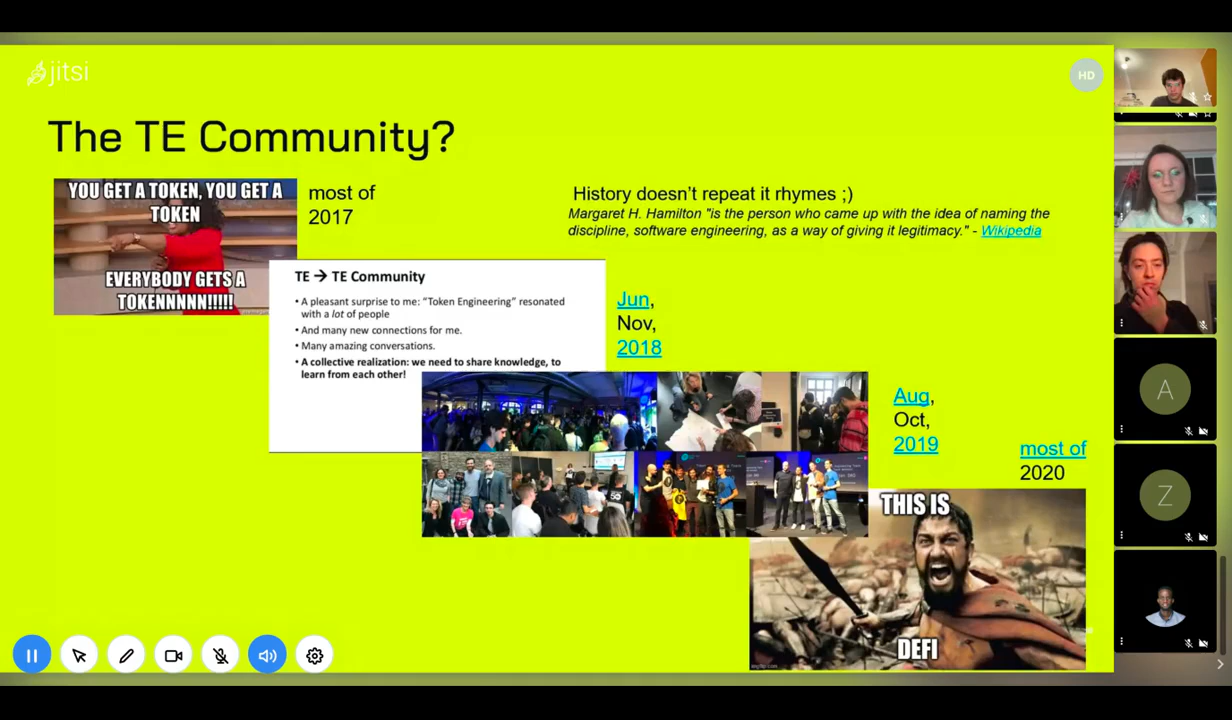 jitsi
HD
The TE Community?
YOU GET A TOKEN, YOU GET A
TOKEN
EVERYBODY GETS A
TOKENNNNN!!!!!
most of
2017
History doesn't repeat it rhymes ;)
Margaret H. Hamilton "is the person who came up with the idea of naming the
discipline, software engineering, as a way of giving it legitimacy." - Wikipedia
TE → TE Community
• A pleasant surprise to me: “Token Engineering” resonated
with a lot of people
• And many new connections for me.
• Many amazing conversations.
• A collective realization: we need to share knowledge, to
learn from each other!
Jun,
Nov,
2018
Aug,
Oct,
2019
most of
2020
THIS IS
DEFI
imgflip.com
A
Z